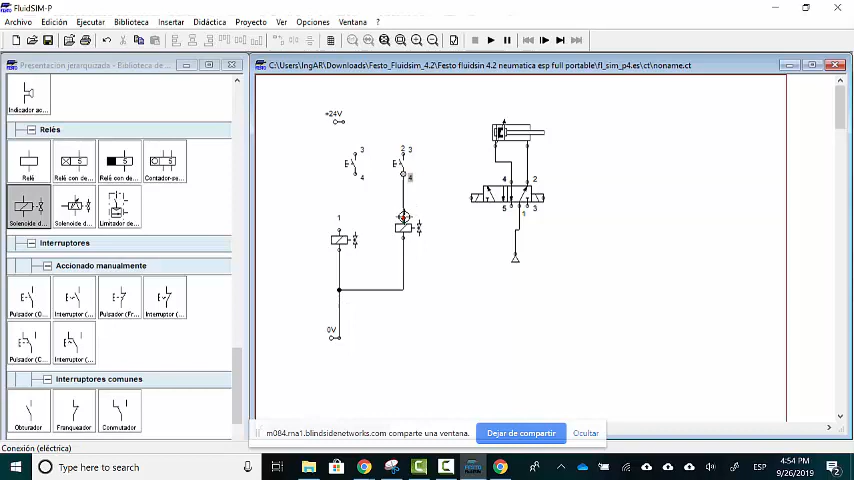 FluidSIM-P
Archivo Edición Ejecutar Biblioteca Insertar Didáctica Proyecto Ver Opciones Ventana ?
Presentación jerarquizada - Biblioteca de
C:\Users\IngAR\Downloads\Festo_Fluidsim_4.2\Festo fluidsin 4.2 neumatica esp full portable\fl_sim_p4.es\ct\noname.ct
Indicador ac...
Relés
Relé
Relé con de...
Relé con de...
Contador-se...
Solenoide d...
Solenoide d...
Limitador de
Interruptores
Accionado manualmente
Pulsador (O...
Interruptor (...
Pulsador (Fr...
Interruptor (...
Pulsador (C...
Interruptor (...
Interruptores comunes
Obturador
Franqueador
Conmutador
+24V
3
2 3
4
4
1
0V
4 2
5 1 3
m084.rna1.blindsidenetworks.com comparte una ventana.
Dejar de compartir
Ocultar
Conexión (eléctrica)
Type here to search
FESTO
FLUIDSIM
ESP
4:54 PM
9/26/2019
2